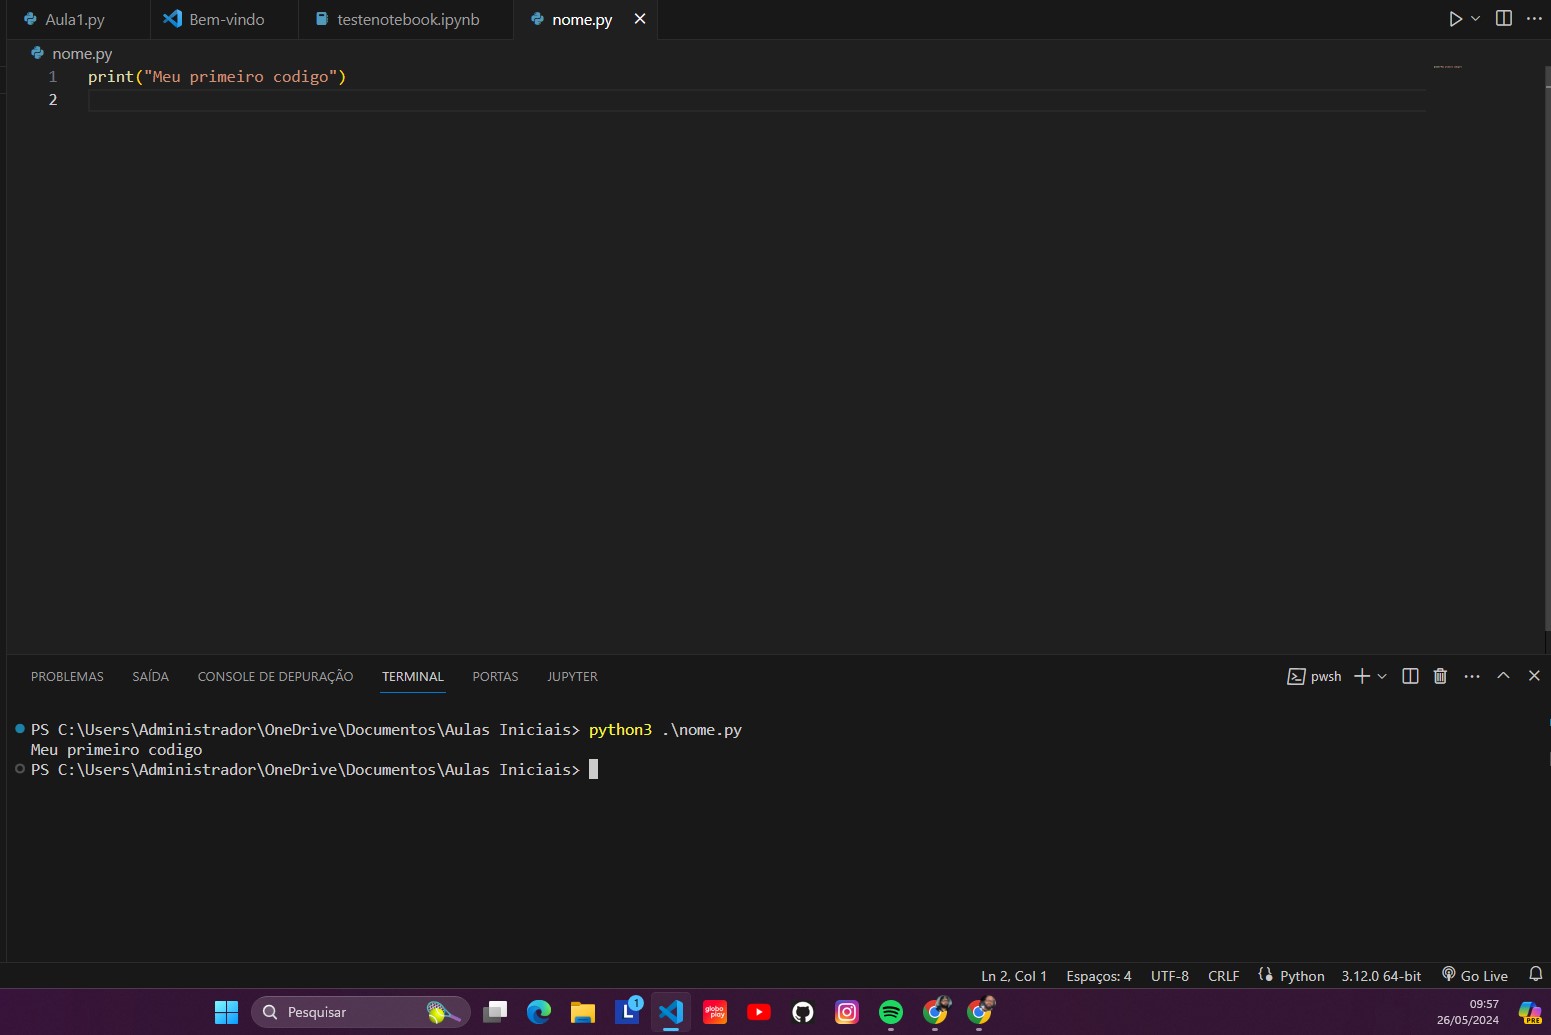 Aula1.py Bem-vindo testenotebook.ipynb nome.py
nome.py
1 print("Meu primeiro codigo")
2
PROBLEMAS SAÍDA CONSOLE DE DEPURAÇÃO TERMINAL PORTAS JUPYTER pwsh
PS C:\Users\Administrador\OneDrive\Documentos\Aulas Iniciais> python3 .\nome.py
Meu primeiro codigo
PS C:\Users\Administrador\OneDrive\Documentos\Aulas Iniciais>
Ln 2, Col 1 Espaços: 4 UTF-8 CRLF Python 3.12.0 64-bit Go Live
Pesquisar L 1 globo play 09:57 PRE
26/05/2024